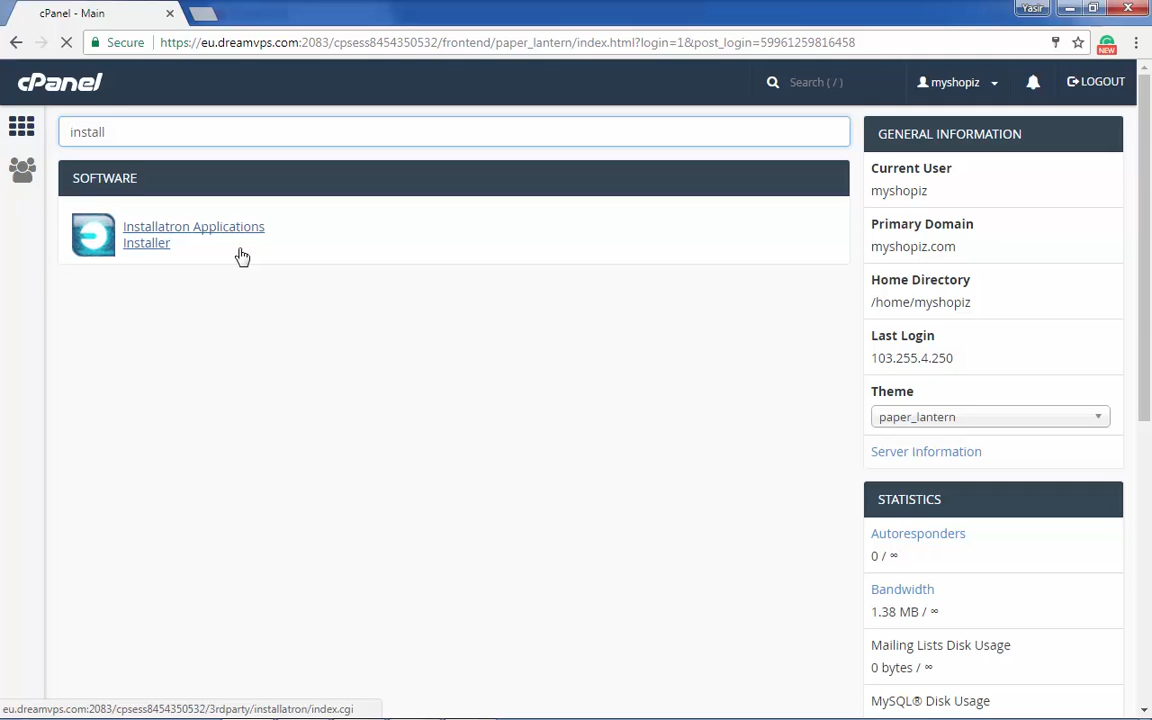 cPanel - Main
Yasir
Secure
https://eu.dreamvps.com:2083/cpsess8454350532/frontend/paper_lantern/index.html?login=1&post_login=59961259816458
NEW
cPanel
Search ( / )
myshopiz
LOGOUT
install
SOFTWARE
Installatron Applications
Installer
GENERAL INFORMATION
Current User
myshopiz
Primary Domain
myshopiz.com
Home Directory
/home/myshopiz
Last Login
103.255.4.250
Theme
paper_lantern
Server Information
STATISTICS
Autoresponders
0 / ∞
Bandwidth
1.38 MB / ∞
Mailing Lists Disk Usage
0 bytes / ∞
MySQL® Disk Usage
eu.dreamvps.com:2083/cpsess8454350532/3rdparty/installatron/index.cgi